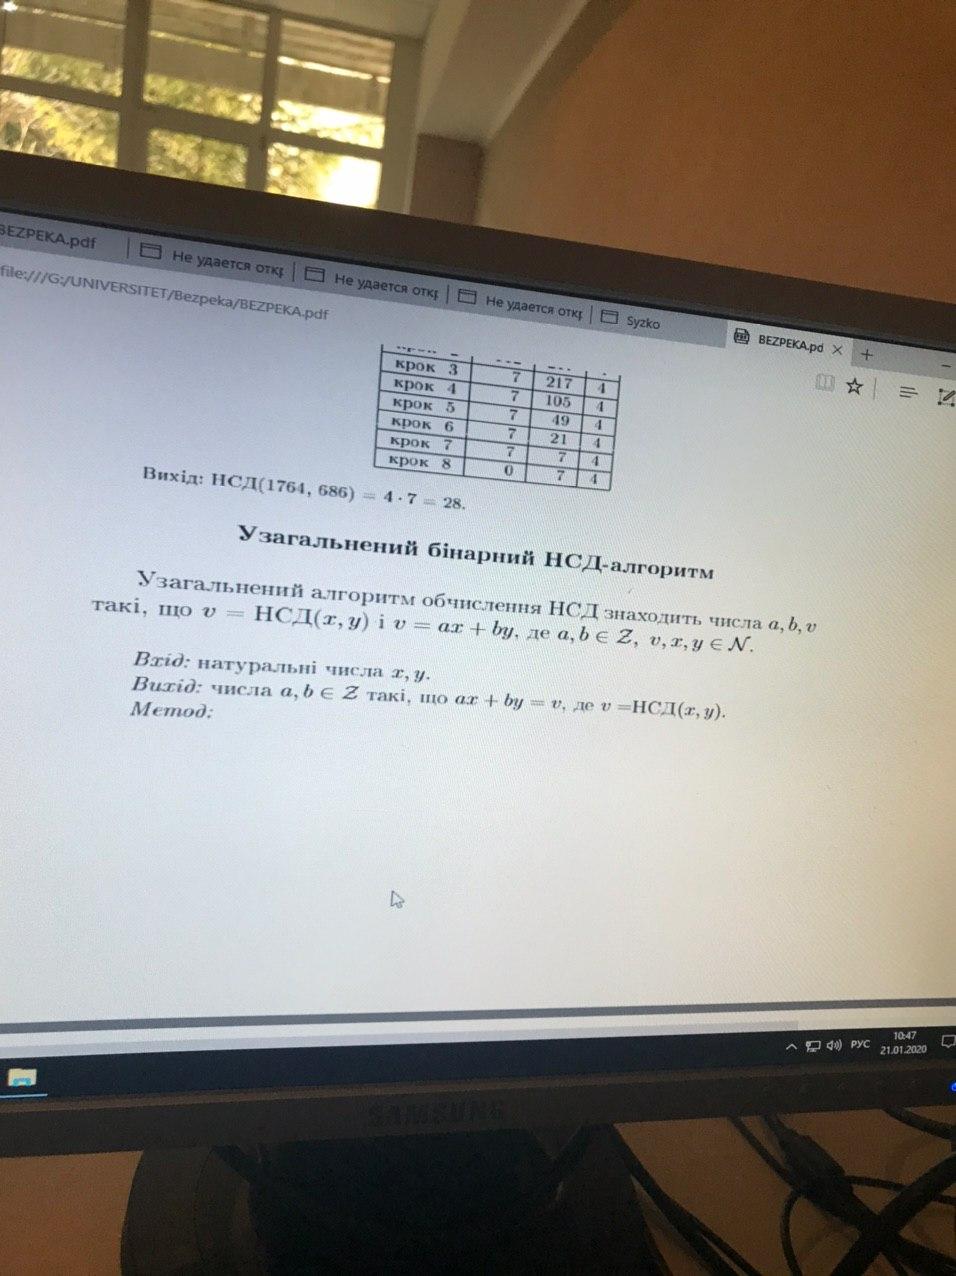 BEZPEKA.pdf
Не удается откр
Не удается откр
Не удается откр
Syzko
BEZPEKA.pd
file:///G:/UNIVERSITET/Bezpeka/BEZPEKA.pdf
крок 3 7 217 4
крок 4 7 105 4
крок 5 7 49 4
крок 6 7 21 4
крок 7 7 7 4
крок 8 0 7 4
Вихід: НСД(1764, 686) = 4 · 7 = 28.
Узагальнений бінарний НСД-алгоритм
Узагальнений алгоритм обчислення НСД знаходить числа a, b, v
такі, що v = НСД(x, y) і v = ax + by, де a, b ∈ Z, v, x, y ∈ N.
Вхід: натуральні числа x, y.
Вихід: числа a, b ∈ Z такі, що ax + by = v, де v =НСД(x, y).
Метод:
РУС
10:47
21.01.2020
SAMSUNG